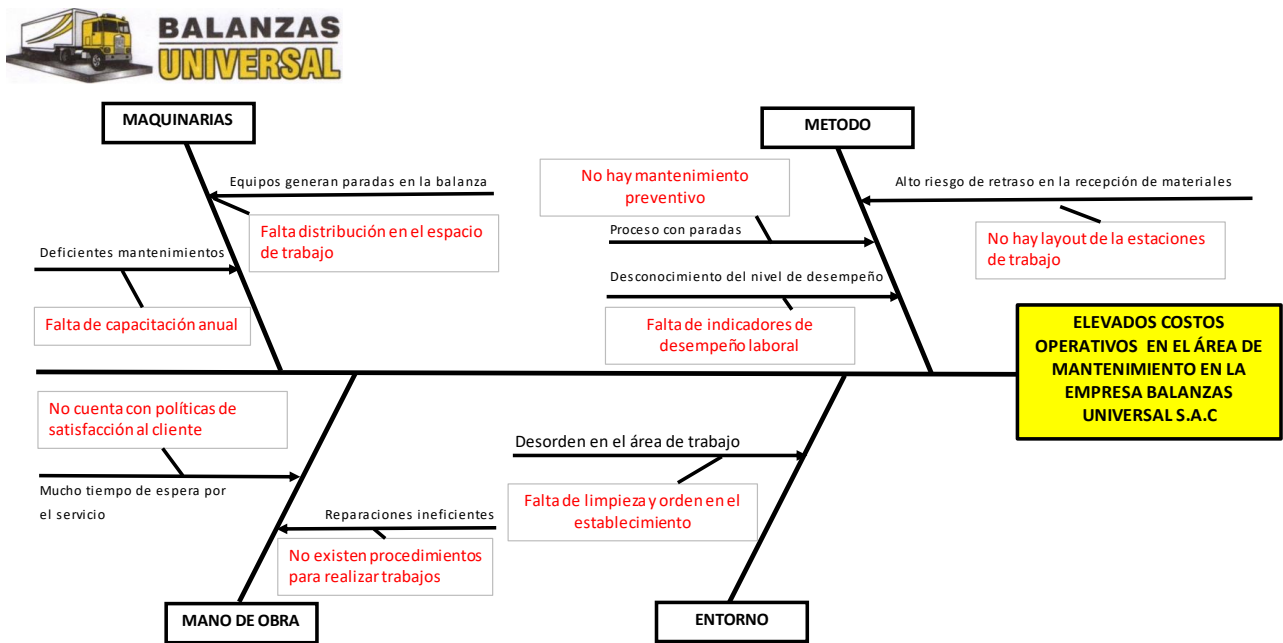 BALANZAS
UNIVERSAL
MAQUINARIAS
METODO
Equipos generan paradas en la balanza
Falta distribución en el espacio
de trabajo
Deficientes mantenimientos
Falta de capacitación anual
No hay mantenimiento
preventivo
Proceso con paradas
Desconocimiento del nivel de desempeño
Falta de indicadores de
desempeño laboral
Alto riesgo de retraso en la recepción de materiales
No hay layout de la estaciones
de trabajo
ELEVADOS COSTOS
OPERATIVOS EN EL ÁREA DE
MANTENIMIENTO EN LA
EMPRESA BALANZAS
UNIVERSAL S.A.C
No cuenta con políticas de
satisfacción al cliente
Mucho tiempo de espera por
el servicio
Reparaciones ineficientes
No existen procedimientos
para realizar trabajos
Desorden en el área de trabajo
Falta de limpieza y orden en el
establecimiento
MANO DE OBRA
ENTORNO